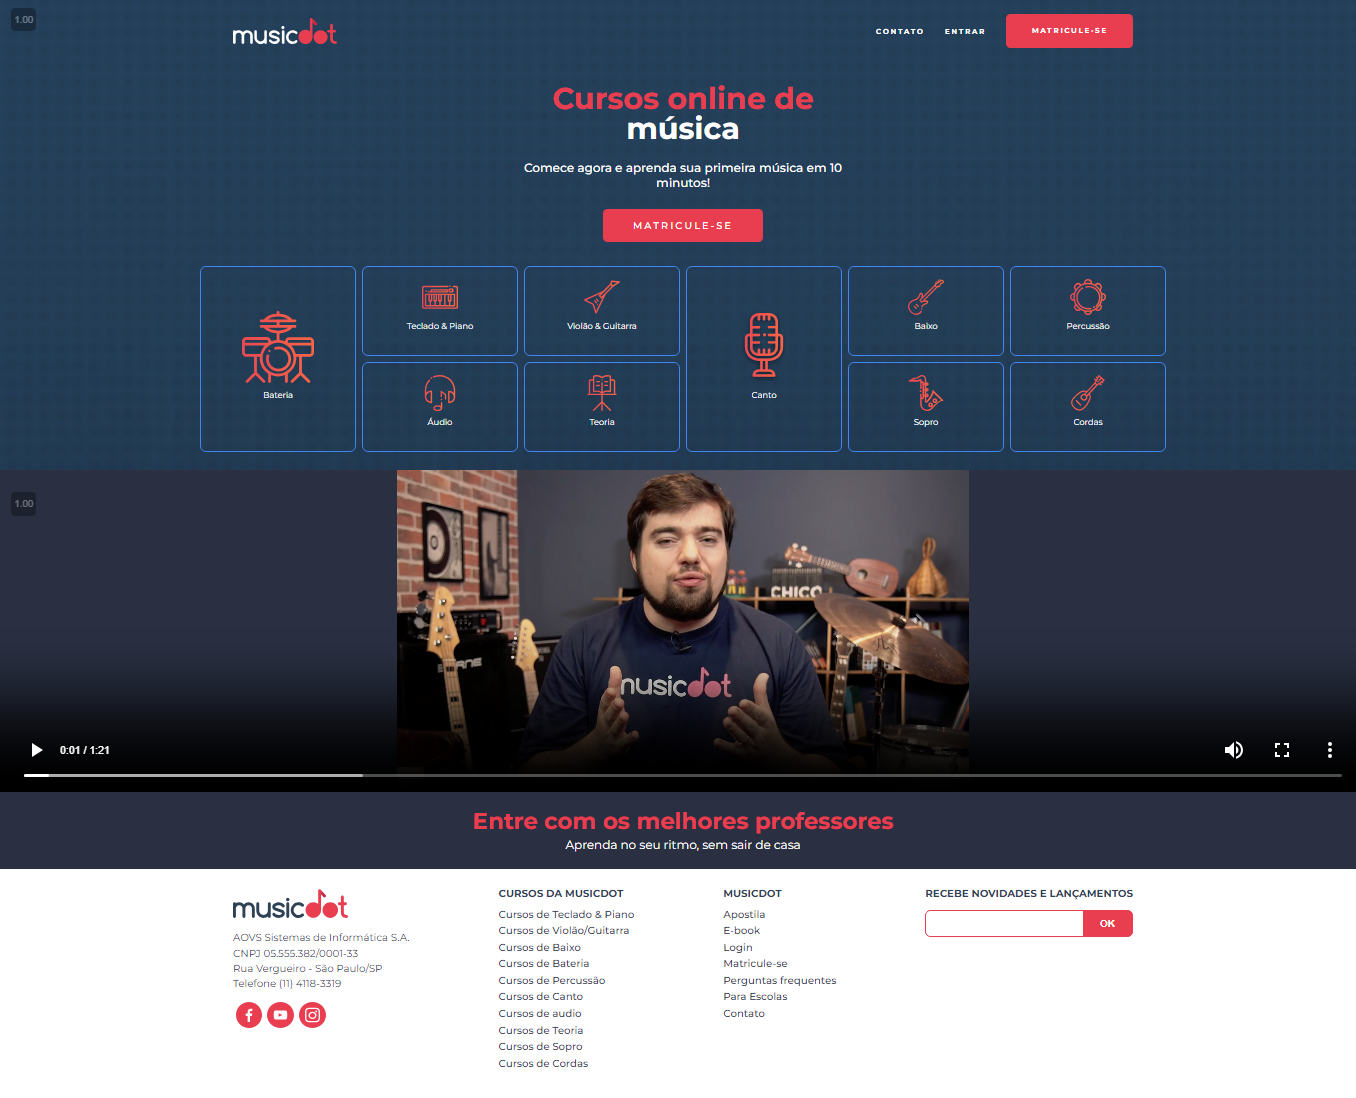 1.00
musicdot
CONTATO
ENTRAR
MATRICULE-SE
Cursos online de
música
Comece agora e aprenda sua primeira música em 10
minutos!
MATRICULE-SE
Bateria
Teclado & Piano
Violão & Guitarra
Canto
Baixo
Percussão
Áudio
Teoria
Sopro
Cordas
1.00
CHICO
musicdot
0:01 / 1:21
Entre com os melhores professores
Aprenda no seu ritmo, sem sair de casa
musicdot
AOVS Sistemas de Informática S.A.
CNPJ 05.555.382/0001-33
Rua Vergueiro - São Paulo/SP
Telefone (11) 4118-3319
CURSOS DA MUSICDOT
Cursos de Teclado & Piano
Cursos de Violão/Guitarra
Cursos de Baixo
Cursos de Bateria
Cursos de Percussão
Cursos de Canto
Cursos de audio
Cursos de Teoria
Cursos de Sopro
Cursos de Cordas
MUSICDOT
Apostila
E-book
Login
Matricule-se
Perguntas frequentes
Para Escolas
Contato
RECEBE NOVIDADES E LANÇAMENTOS
OK